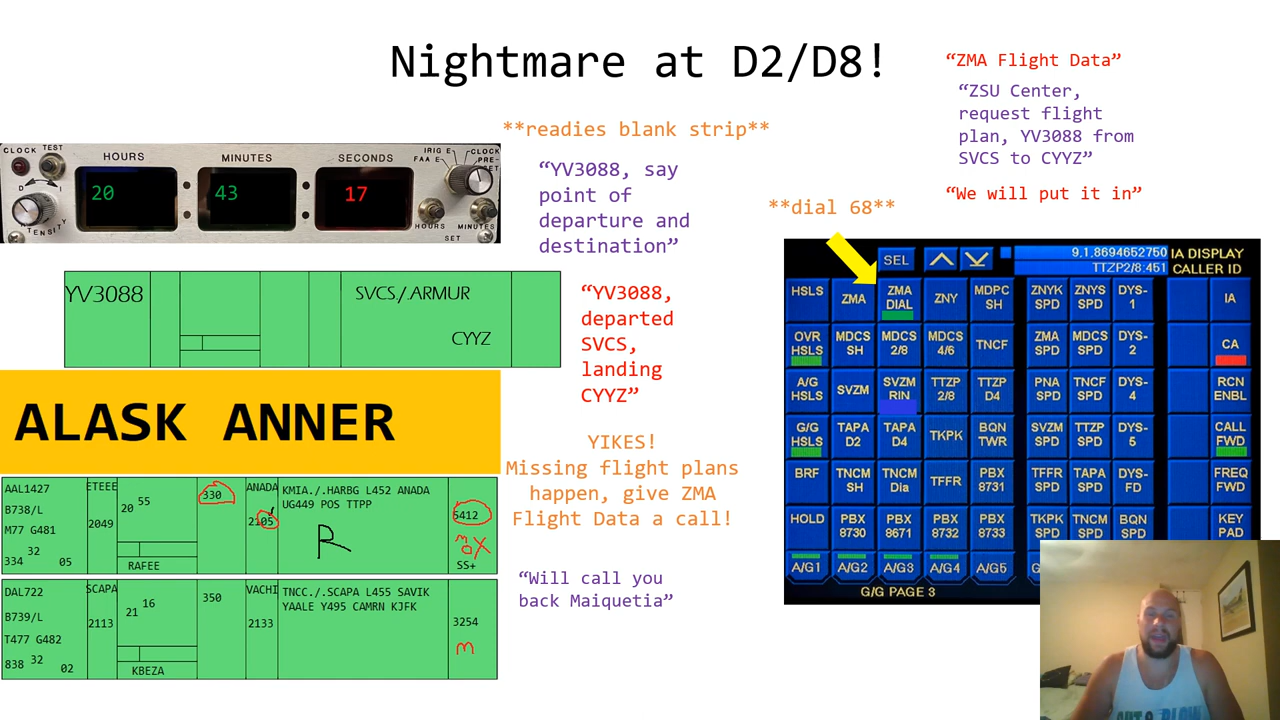 Nightmare at D2/D8!
“ZMA Flight Data”
“ZSU Center,
request flight
plan, YV3088 from
SVCS to CYYZ”
“We will put it in”
**readies blank strip**
“YV3088, say
point of
departure and
destination”
**dial 68**
CLOCK TEST
HOURS
MINUTES
SECONDS
IRIG E
FAA E
CLOCK
PRE-
SET
D I
INTENSITY
20 43 17
HOURS MINUTES
SET
YV3088
SVCS./.ARMUR
CYYZ
“YV3088,
departed
SVCS,
landing
CYYZ”
ALASK ANNER
YIKES!
Missing flight plans
happen, give ZMA
Flight Data a call!
“Will call you
back Maiquetia”
AAL1427 ETEEE 20 55 330 ANADA KMIA./.HARBG L452 ANADA
B738/L 2049 2105 UG449 POS TTPP 5412
M77 G481 R
334 32 05 RAFEE SS+
DAL722 SCAPA 21 16 350 VACHI TNCC./.SCAPA L455 SAVIK
B739/L 2113 2133 YAALE Y495 CAMRN KJFK 3254
T477 G482 m
838 32 02 KBEZA
SEL 9,1,8694652750 IA DISPLAY
TTZP2/8:451 CALLER ID
HSLS ZMA ZMA DIAL ZNY MDPC SH ZNYK SPD ZNYS SPD DYS-1 IA
OVR HSLS MDCS SH MDCS 2/8 MDCS 4/6 TNCF ZMA SPD MDCS SPD DYS-2 CA
A/G HSLS SVZM SVZM RIN TTZP 2/8 TTZP D4 PNA SPD TNCF SPD DYS-4 RCN ENBL
G/G HSLS TAPA D2 TAPA D4 TKPK BQN TWR SVZM SPD TTZP SPD DYS-5 CALL FWD
BRF TNCM SH TNCM Dia TFFR PBX 8731 TFFR SPD TAPA SPD DYS-FD FREQ FWD
HOLD PBX 8730 PBX 8671 PBX 8732 PBX 8733 TKPK SPD TNCM SPD BQN SPD KEY PAD
A/G1 A/G2 A/G3 A/G4 A/G5
G/G PAGE 3